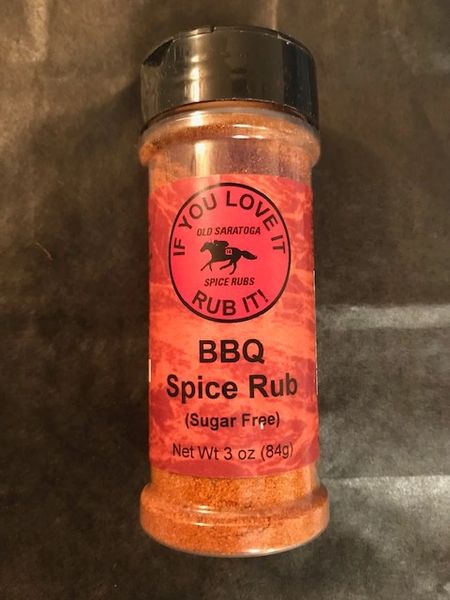 IF YOU LOVE IT
OLD SARATOGA
SPICE RUBS
RUB IT!
BBQ
Spice Rub
(Sugar Free)
Net Wt 3 oz (84g)